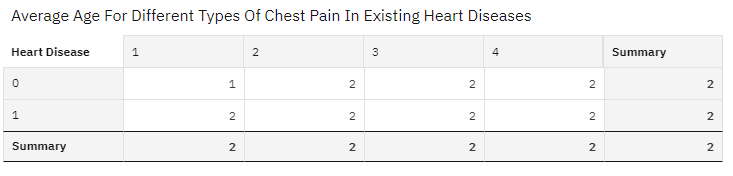 Average Age For Different Types Of Chest Pain In Existing Heart Diseases
Heart Disease 1 2 3 4 Summary
0 1 2 2 2 2
1 2 2 2 2 2
Summary 2 2 2 2 2